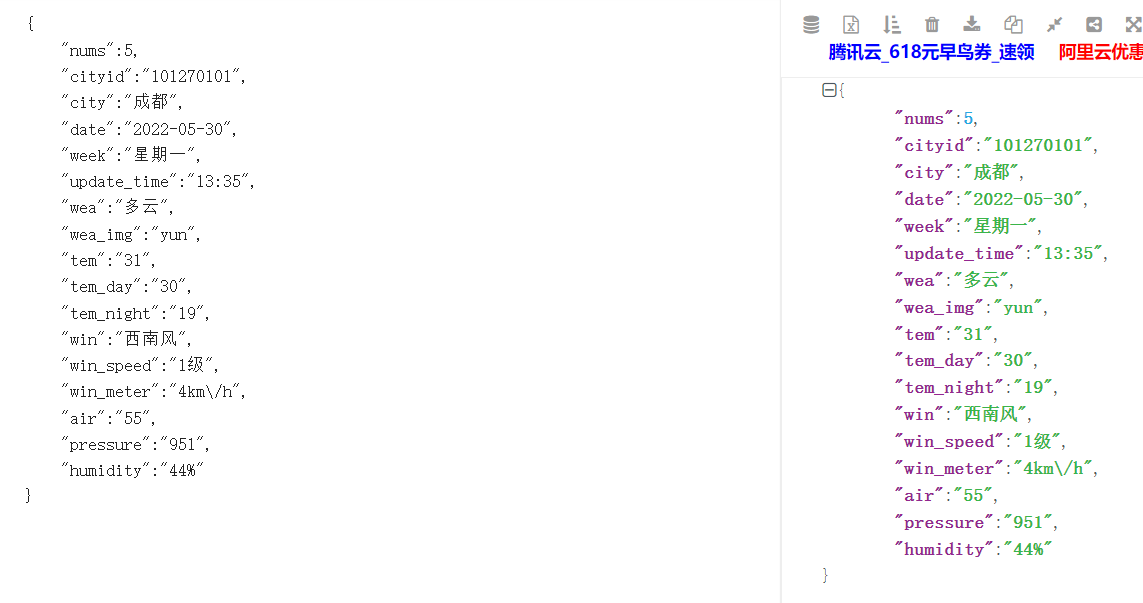 {
"nums":5,
"cityid":"101270101",
"city":"成都",
"date":"2022-05-30",
"week":"星期一",
"update_time":"13:35",
"wea":"多云",
"wea_img":"yun",
"tem":"31",
"tem_day":"30",
"tem_night":"19",
"win":"西南风",
"win_speed":"1级",
"win_meter":"4km\/h",
"air":"55",
"pressure":"951",
"humidity":"44%"
}
腾讯云_618元早鸟券_速领 阿里云优惠
{
"nums":5,
"cityid":"101270101",
"city":"成都",
"date":"2022-05-30",
"week":"星期一",
"update_time":"13:35",
"wea":"多云",
"wea_img":"yun",
"tem":"31",
"tem_day":"30",
"tem_night":"19",
"win":"西南风",
"win_speed":"1级",
"win_meter":"4km\/h",
"air":"55",
"pressure":"951",
"humidity":"44%"
}